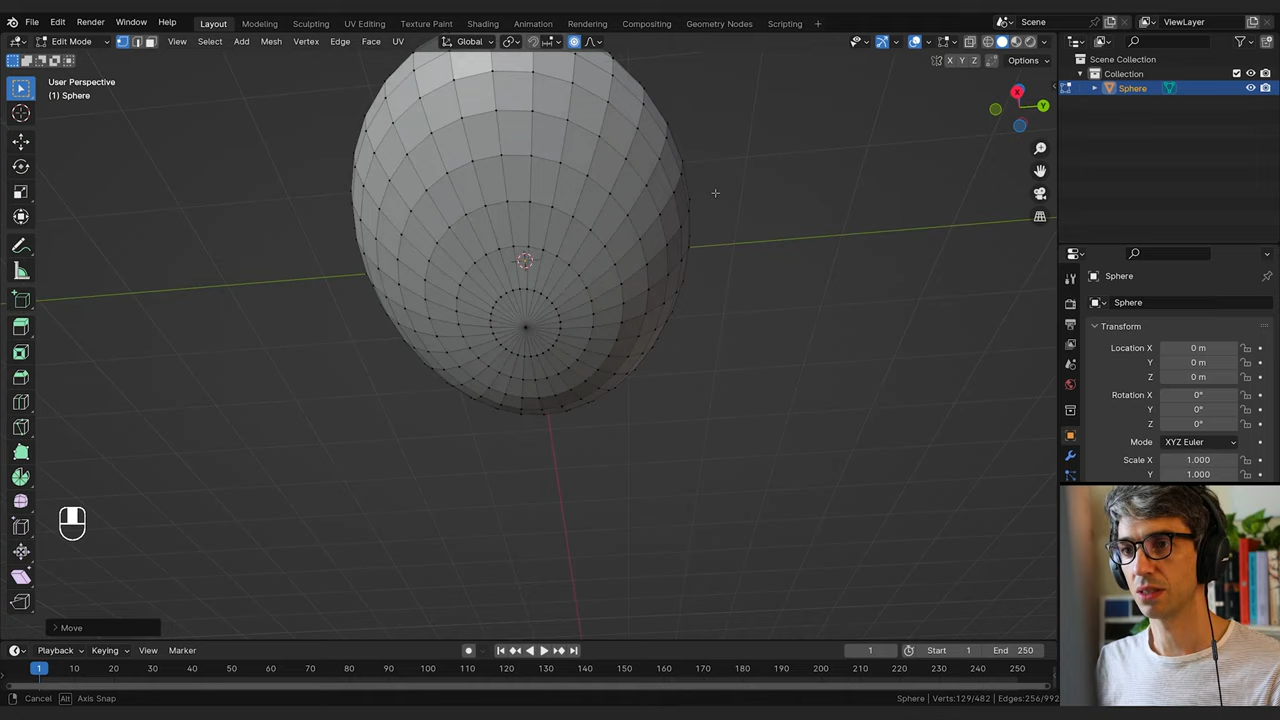 File Edit Render Window Help Layout Modeling Sculpting UV Editing Texture Paint Shading Animation Rendering Compositing Geometry Nodes Scripting + Scene ViewLayer
Edit Mode View Select Add Mesh Vertex Edge Face UV Global
X Y Z Options
User Perspective
(1) Sphere
X
Y
Scene Collection
Collection
Sphere
Sphere
Sphere
Transform
Location X 0 m
Y 0 m
Z 0 m
Rotation X 0°
Y 0°
Z 0°
Mode XYZ Euler
Scale X 1.000
Y 1.000
Move
Playback Keying View Marker 1 Start 1 End 250
1 10 20 30 40 50 60 70 80 90 100 110 120 130 140 150 160 170 180 190 200 210 220 230 240 250
Cancel Alt Axis Snap Sphere | Verts:129/482 | Edges:256/992